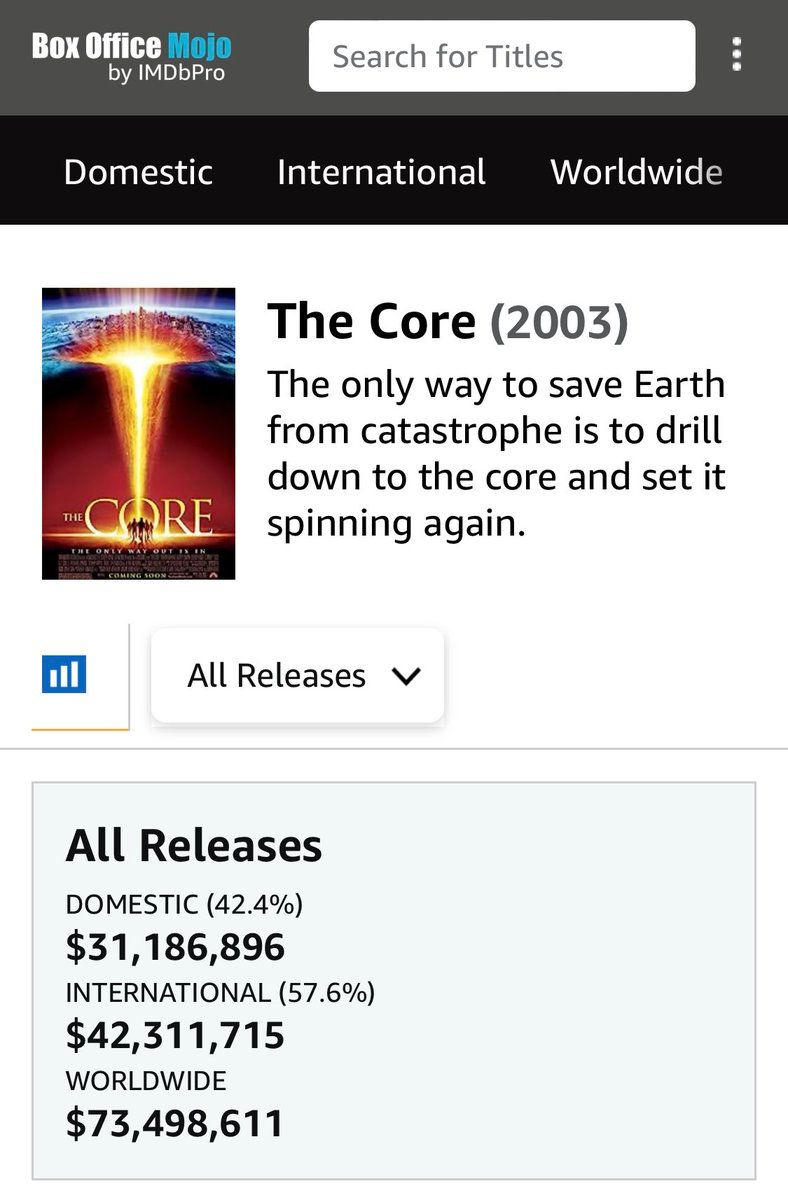 Box Office Mojo
by IMDbPro
Search for Titles
Domestic International Worldwide
The Core (2003)
The only way to save Earth
from catastrophe is to drill
down to the core and set it
spinning again.
THE CORE
THE ONLY WAY OUT IS IN
COMING SOON
All Releases
All Releases
DOMESTIC (42.4%)
$31,186,896
INTERNATIONAL (57.6%)
$42,311,715
WORLDWIDE
$73,498,611